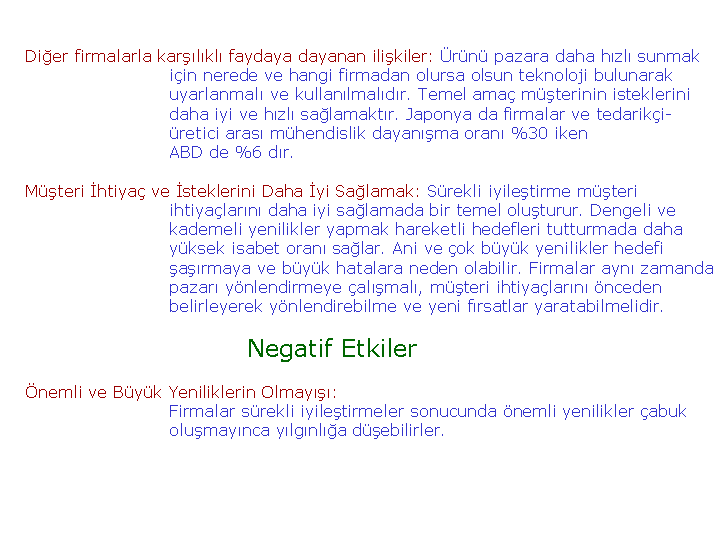 Diğer firmalarla karşılıklı faydaya dayanan ilişkiler: Ürünü pazara daha hızlı sunmak
için nerede ve hangi firmadan olursa olsun teknoloji bulunarak
uyarlanmalı ve kullanılmalıdır. Temel amaç müşterinin isteklerini
daha iyi ve hızlı sağlamaktır. Japonya da firmalar ve tedarikçi-
üretici arası mühendislik dayanışma oranı %30 iken
ABD de %6 dır.
Müşteri İhtiyaç ve İsteklerini Daha İyi Sağlamak: Sürekli iyileştirme müşteri
ihtiyaçlarını daha iyi sağlamada bir temel oluşturur. Dengeli ve
kademeli yenilikler yapmak hareketli hedefleri tutturmada daha
yüksek isabet oranı sağlar. Ani ve çok büyük yenilikler hedefi
şaşırmaya ve büyük hatalara neden olabilir. Firmalar aynı zamanda
pazarı yönlendirmeye çalışmalı, müşteri ihtiyaçlarını önceden
belirleyerek yönlendirebilme ve yeni fırsatlar yaratabilmelidir.
Negatif Etkiler
Önemli ve Büyük Yeniliklerin Olmayışı:
Firmalar sürekli iyileştirmeler sonucunda önemli yenilikler çabuk
oluşmayınca yılgınlığa düşebilirler.